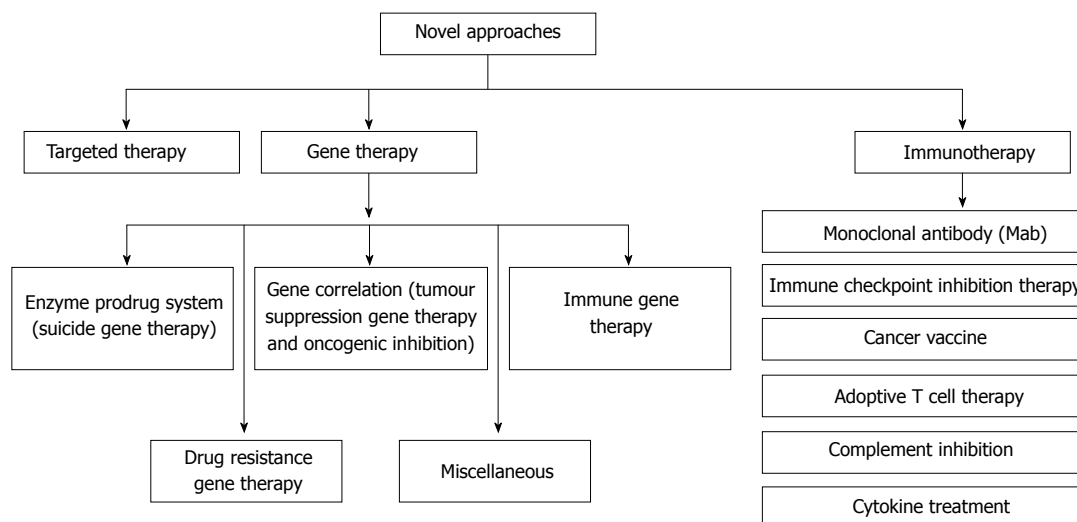 Novel approaches
Targeted therapy
Gene therapy
Immunotherapy
Enzyme prodrug system
(suicide gene therapy)
Gene correlation (tumour
suppression gene therapy
and oncogenic inhibition)
Immune gene
therapy
Drug resistance
gene therapy
Miscellaneous
Monoclonal antibody (Mab)
Immune checkpoint inhibition therapy
Cancer vaccine
Adoptive T cell therapy
Complement inhibition
Cytokine treatment